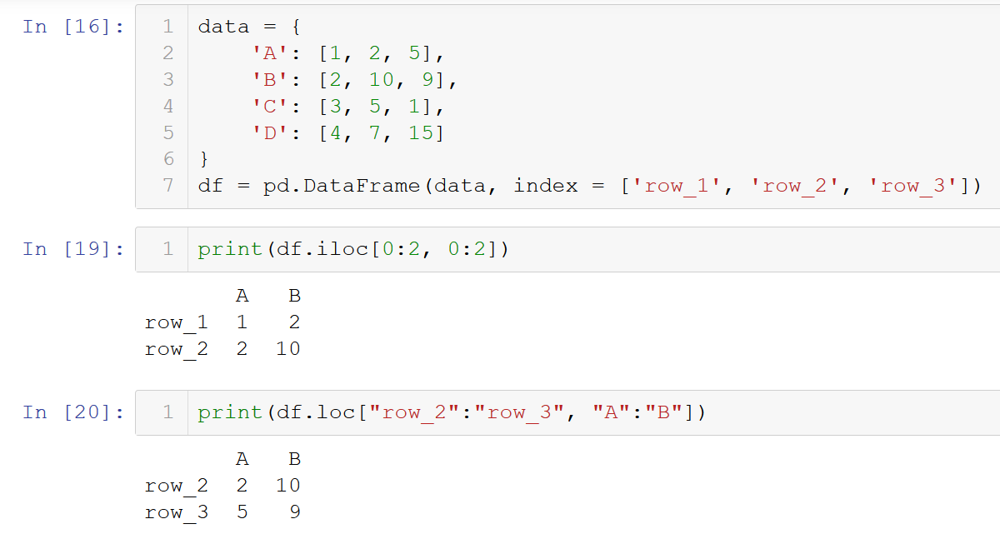 In [16]:
1 data = {
2     'A': [1, 2, 5],
3     'B': [2, 10, 9],
4     'C': [3, 5, 1],
5     'D': [4, 7, 15]
6 }
7 df = pd.DataFrame(data, index = ['row_1', 'row_2', 'row_3'])
In [19]:
1 print(df.iloc[0:2, 0:2])
       A   B
row_1  1   2
row_2  2  10
In [20]:
1 print(df.loc["row_2":"row_3", "A":"B"])
       A   B
row_2  2  10
row_3  5   9